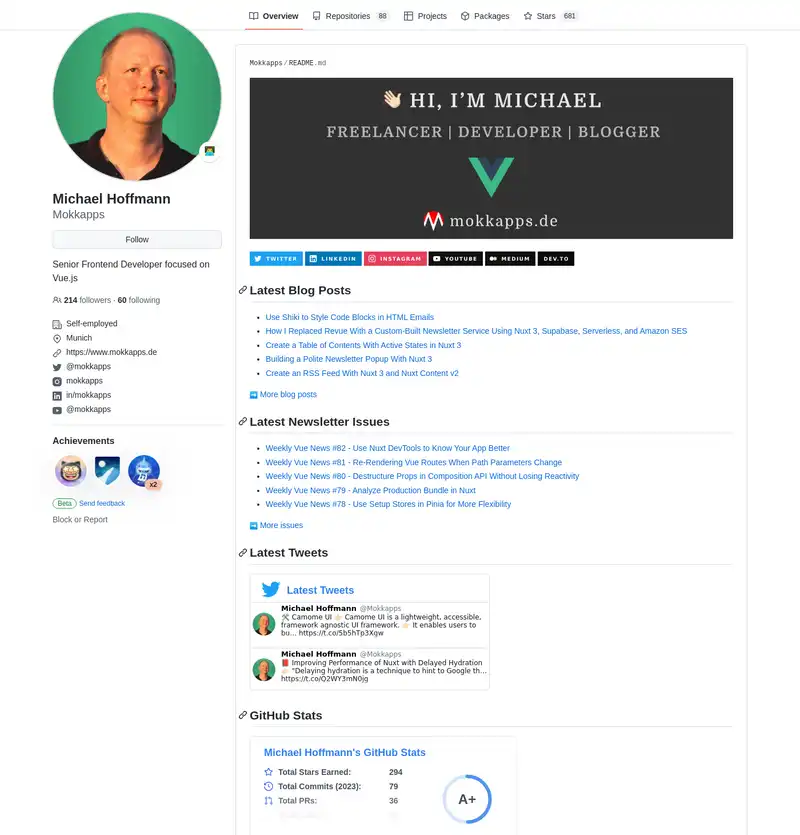 Overview
Repositories 88
Projects
Packages
Stars 681
Michael Hoffmann
Mokkapps
Follow
Senior Frontend Developer focused on
Vue.js
214 followers · 60 following
Self-employed
Munich
https://www.mokkapps.de
@mokkapps
mokkapps
in/mokkapps
@mokkapps
Achievements
x2
Beta Send feedback
Block or Report
Mokkapps / README.md
👋🏻 HI, I'M MICHAEL
FREELANCER | DEVELOPER | BLOGGER
mokkapps.de
TWITTER
LINKEDIN
INSTAGRAM
YOUTUBE
MEDIUM
DEV.TO
Latest Blog Posts
Use Shiki to Style Code Blocks in HTML Emails
How I Replaced Revue With a Custom-Built Newsletter Service Using Nuxt 3, Supabase, Serverless, and Amazon SES
Create a Table of Contents With Active States in Nuxt 3
Building a Polite Newsletter Popup With Nuxt 3
Create an RSS Feed With Nuxt 3 and Nuxt Content v2
➡️ More blog posts
Latest Newsletter Issues
Weekly Vue News #82 - Use Nuxt DevTools to Know Your App Better
Weekly Vue News #81 - Re-Rendering Vue Routes When Path Parameters Change
Weekly Vue News #80 - Destructure Props in Composition API Without Losing Reactivity
Weekly Vue News #79 - Analyze Production Bundle in Nuxt
Weekly Vue News #78 - Use Setup Stores in Pinia for More Flexibility
➡️ More issues
Latest Tweets
Latest Tweets
Michael Hoffmann @Mokkapps
🛠️ Camome UI 👉🏻 Camome UI is a lightweight, accessible,
framework agnostic UI framework. 👉🏻 It enables users to
bu... https://t.co/5b5hTp3Xgw
Michael Hoffmann @Mokkapps
📕 Improving Performance of Nuxt with Delayed Hydration
👉🏻 "Delaying hydration is a technique to hint to Google th...
https://t.co/Q2WY3mN0jg
GitHub Stats
Michael Hoffmann's GitHub Stats
Total Stars Earned: 294
Total Commits (2023): 79
Total PRs: 36
A+